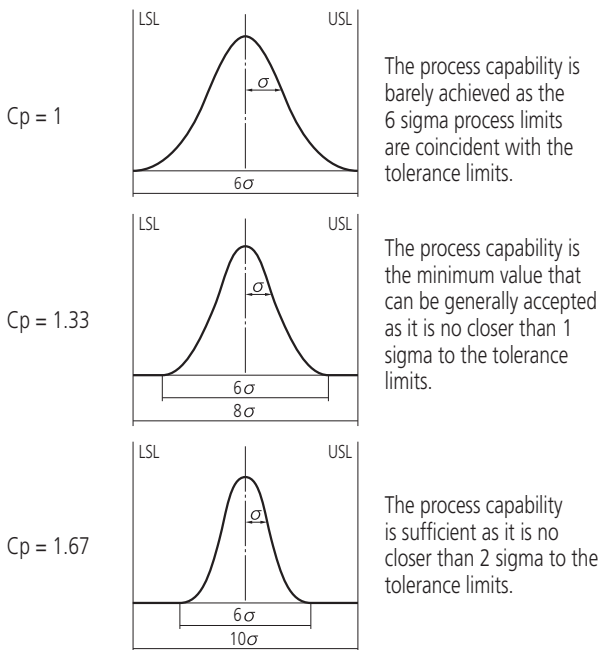 LSL USL
σ
Cp = 1
6σ
The process capability is
barely achieved as the
6 sigma process limits
are coincident with the
tolerance limits.
LSL USL
σ
Cp = 1.33
6σ
8σ
The process capability is
the minimum value that
can be generally accepted
as it is no closer than 1
sigma to the tolerance
limits.
LSL USL
σ
Cp = 1.67
6σ
10σ
The process capability
is sufficient as it is no
closer than 2 sigma to the
tolerance limits.